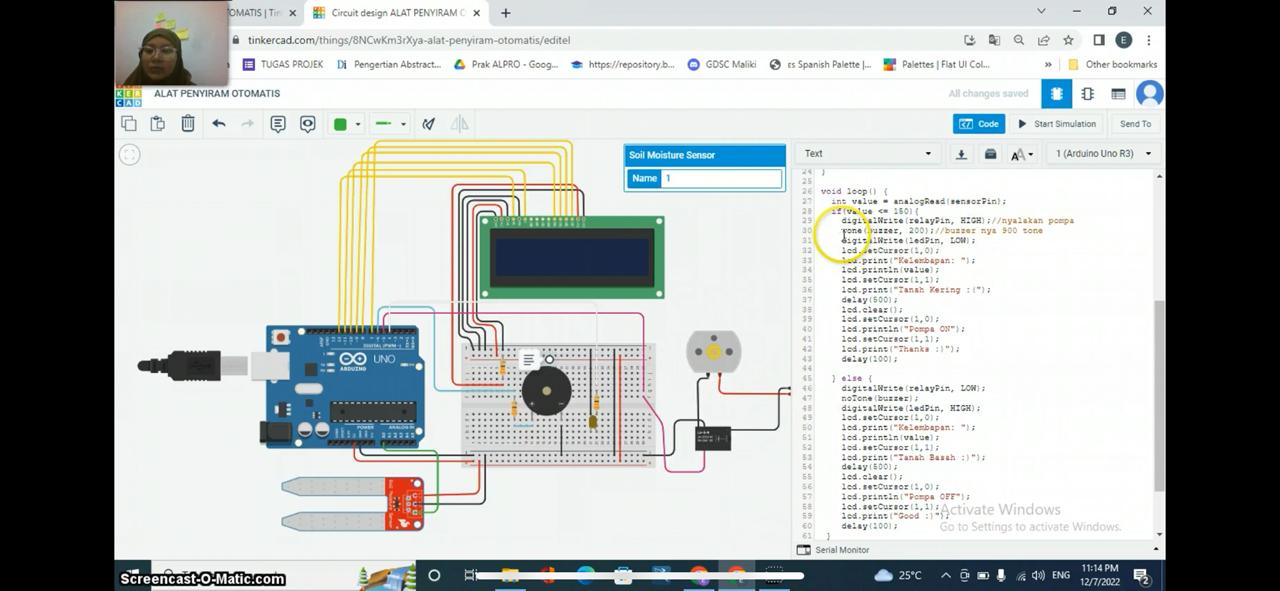 OTOMATIS | Tin
Circuit design ALAT PENYIRAM O
tinkercad.com/things/8NCwKm3rXya-alat-penyiram-otomatis/editel
E
TUGAS PROJEK
Pengertian Abstract...
Prak ALPRO - Goog...
https://repository.b...
GDSC Maliki
εs Spanish Palette |...
Palettes | Flat UI Col...
»
Other bookmarks
ALAT PENYIRAM OTOMATIS
All changes saved
Code
Start Simulation
Send To
Text
1 (Arduino Uno R3)
Soil Moisture Sensor
Name 1
24 }
25
26 void loop() {
27 int value = analogRead(sensorPin);
28 if(value <= 150){
29 digitalWrite(relayPin, HIGH);//nyalakan pompa
30 tone(buzzer, 200);//buzzer nya 900 tone
31 digitalWrite(ledPin, LOW);
32 lcd.setCursor(1,0);
33 lcd.print("Kelembapan: ");
34 lcd.println(value);
35 lcd.setCursor(1,1);
36 lcd.print("Tanah Kering :(");
37 delay(500);
38 lcd.clear();
39 lcd.setCursor(1,0);
40 lcd.println("Pompa ON");
41 lcd.setCursor(1,1);
42 lcd.print("Thanks :)");
43 delay(100);
44
45 } else {
46 digitalWrite(relayPin, LOW);
47 noTone(buzzer);
48 digitalWrite(ledPin, HIGH);
49 lcd.setCursor(1,0);
50 lcd.print("Kelembapan: ");
51 lcd.println(value);
52 lcd.setCursor(1,1);
53 lcd.print("Tanah Basah :)");
54 delay(500);
55 lcd.clear();
56 lcd.setCursor(1,0);
57 lcd.println("Pompa OFF");
58 lcd.setCursor(1,1);
59 lcd.print("Good :)");
60 delay(100);
61 }
ARDUINO
UNO
Activate Windows
Go to Settings to activate Windows.
Serial Monitor
Screencast-O-Matic.com
25°C
ENG
11:14 PM
12/7/2022
2